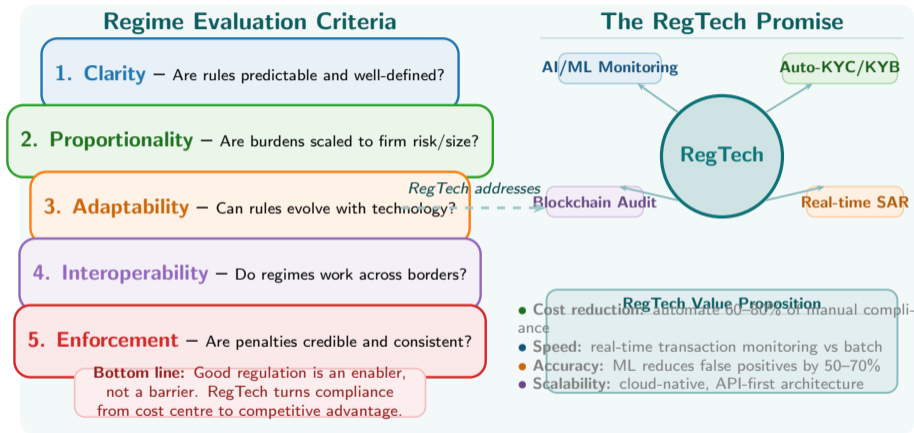 Regime Evaluation Criteria
1. Clarity – Are rules predictable and well-defined?
2. Proportionality – Are burdens scaled to firm risk/size?
3. Adaptability – Can rules evolve with technology?
4. Interoperability – Do regimes work across borders?
5. Enforcement – Are penalties credible and consistent?
Bottom line: Good regulation is an enabler,
not a barrier. RegTech turns compliance
from cost centre to competitive advantage.
RegTech addresses
The RegTech Promise
AI/ML Monitoring
Auto-KYC/KYB
RegTech
Blockchain Audit
Real-time SAR
RegTech Value Proposition
Cost reduction: automate 60–80% of manual compli-
ance
Speed: real-time transaction monitoring vs batch
Accuracy: ML reduces false positives by 50–70%
Scalability: cloud-native, API-first architecture